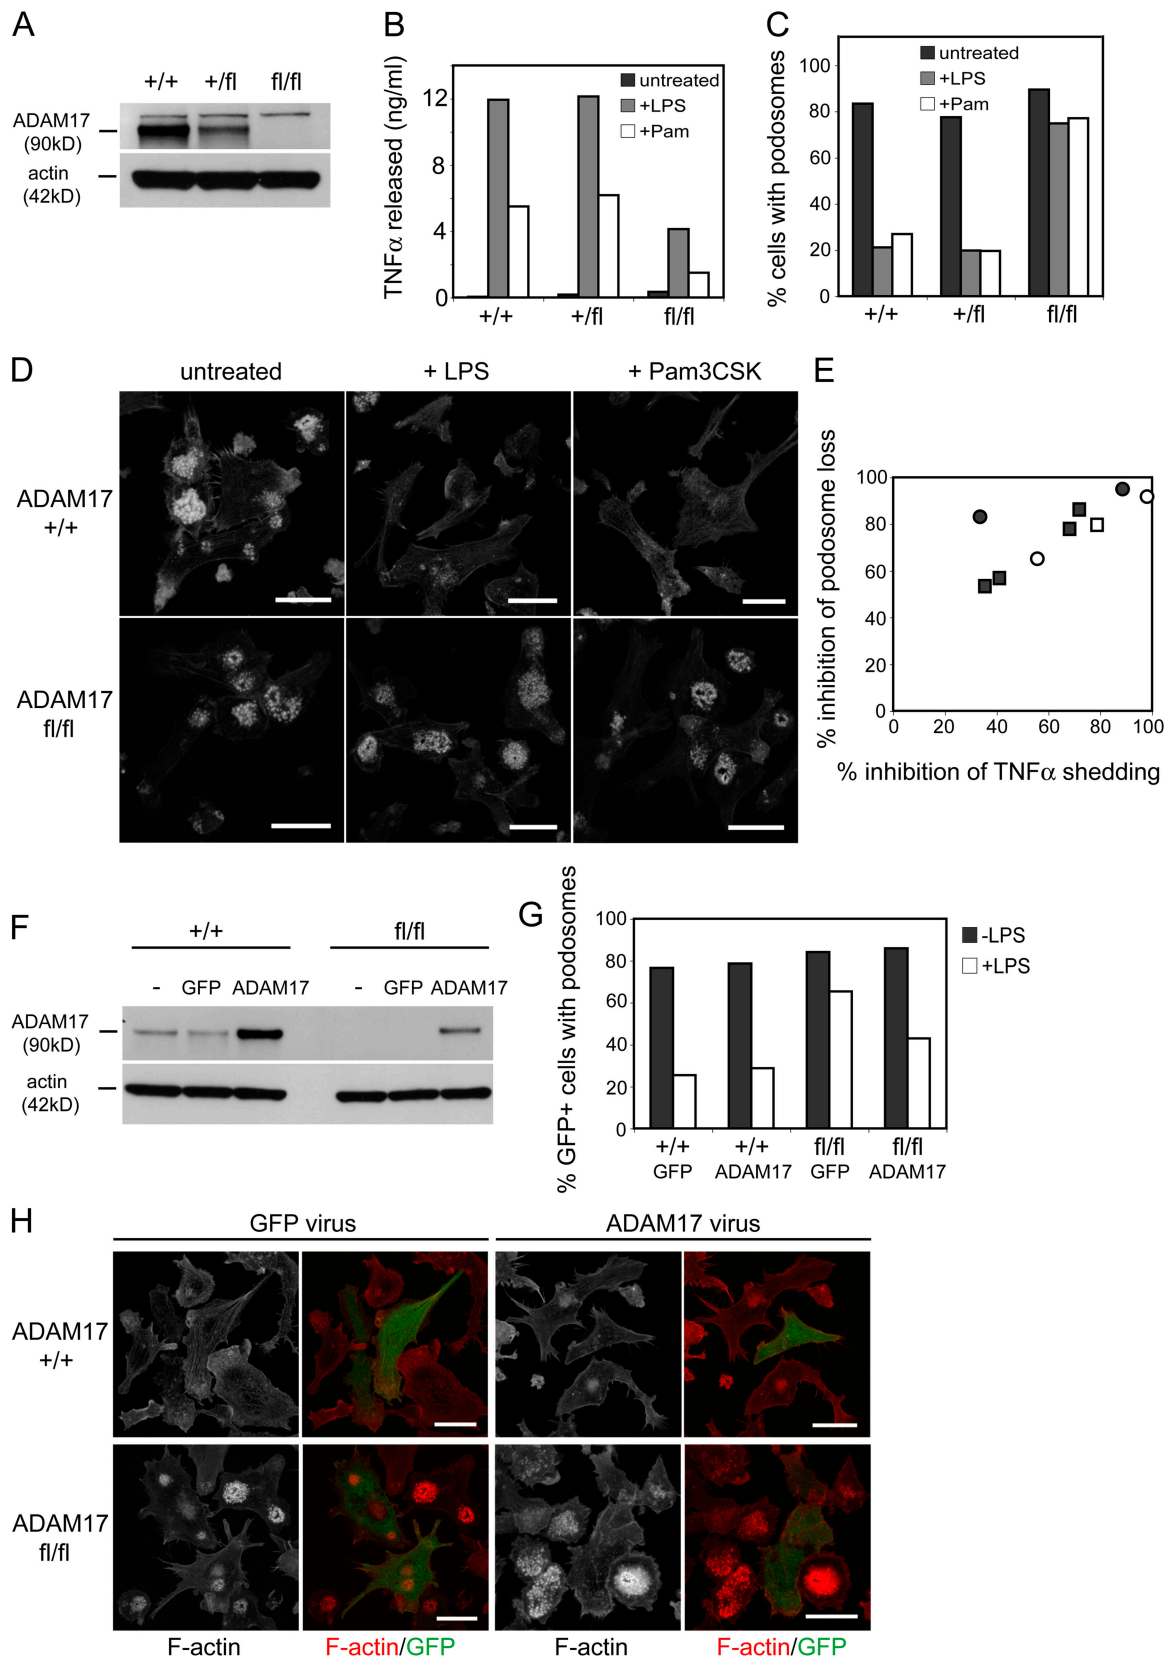 A
+/+ +/fl fl/fl
ADAM17
(90kD)
actin
(42kD)
B
TNFα released (ng/ml)
12
8
4
0
untreated
+LPS
+Pam
+/+ +/fl fl/fl
C
% cells with podosomes
100
80
60
40
20
0
untreated
+LPS
+Pam
+/+ +/fl fl/fl
D
untreated + LPS + Pam3CSK
ADAM17
+/+
ADAM17
fl/fl
E
% inhibition of podosome loss
100
80
60
40
20
0
0 20 40 60 80 100
% inhibition of TNFα shedding
F
+/+ fl/fl
- GFP ADAM17 - GFP ADAM17
ADAM17
(90kD)
actin
(42kD)
G
% GFP+ cells with podosomes
100
80
60
40
20
0
-LPS
+LPS
+/+ +/+ fl/fl fl/fl
GFP ADAM17 GFP ADAM17
H
GFP virus ADAM17 virus
ADAM17
+/+
ADAM17
fl/fl
F-actin F-actin/GFP F-actin F-actin/GFP